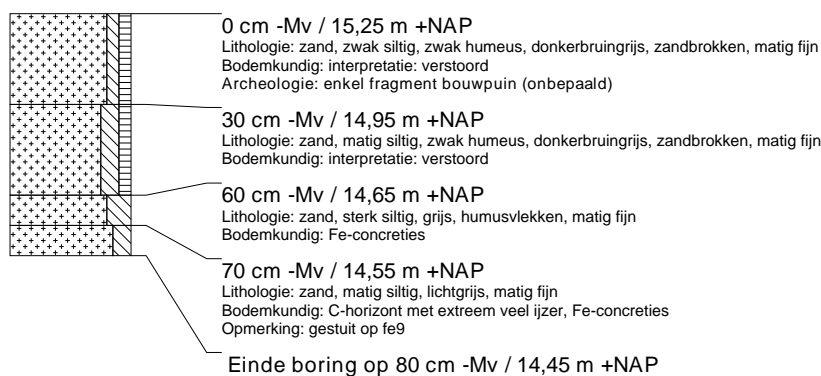 0 cm -Mv / 15,25 m +NAP
Lithologie: zand, zwak siltig, zwak humeus, donkerbruingrijs, zandbrokken, matig fijn
Bodemkundig: interpretatie: verstoord
Archeologie: enkel fragment bouwpuin (onbepaald)
30 cm -Mv / 14,95 m +NAP
Lithologie: zand, matig siltig, zwak humeus, donkerbruingrijs, zandbrokken, matig fijn
Bodemkundig: interpretatie: verstoord
60 cm -Mv / 14,65 m +NAP
Lithologie: zand, sterk siltig, grijs, humusvlekken, matig fijn
Bodemkundig: Fe-concreties
70 cm -Mv / 14,55 m +NAP
Lithologie: zand, matig siltig, lichtgrijs, matig fijn
Bodemkundig: C-horizont met extreem veel ijzer, Fe-concreties
Opmerking: gestuit op fe9
Einde boring op 80 cm -Mv / 14,45 m +NAP